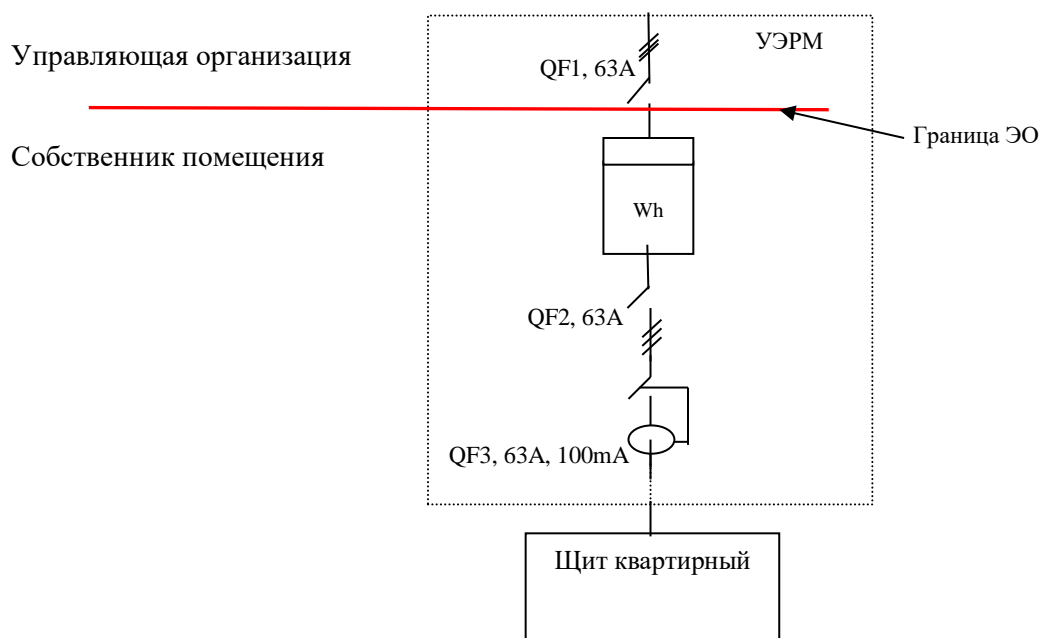 УЭРМ
Управляющая организация
QF1, 63A
Граница ЭО
Собственник помещения
Wh
QF2, 63A
QF3, 63A, 100mA
Щит квартирный